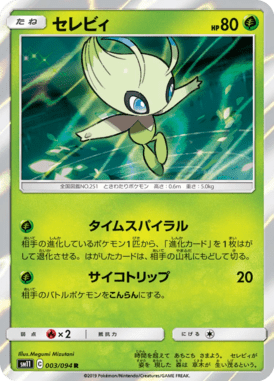 たね セレビィ HP 80
全国図鑑NO.251 ときわたりポケモン 高さ：0.6m 重さ：5.0kg
タイムスパイラル
相手の進化しているポケモン1匹から、「進化カード」を1枚はが
して退化させる。はがしたカードは、相手の山札にもどして切る。
サイコトリップ 20
相手のバトルポケモンをこんらんにする。
弱点 ×2 抵抗力 にげる
Illus.Megumi Mizutani
sm11 C 003/094 R
時間を超えて あちこち さまよう。
セレビィが 姿を 現した 森は 草木が 生い茂る という。
©2019 Pokémon/Nintendo/Creatures/GAME FREAK.